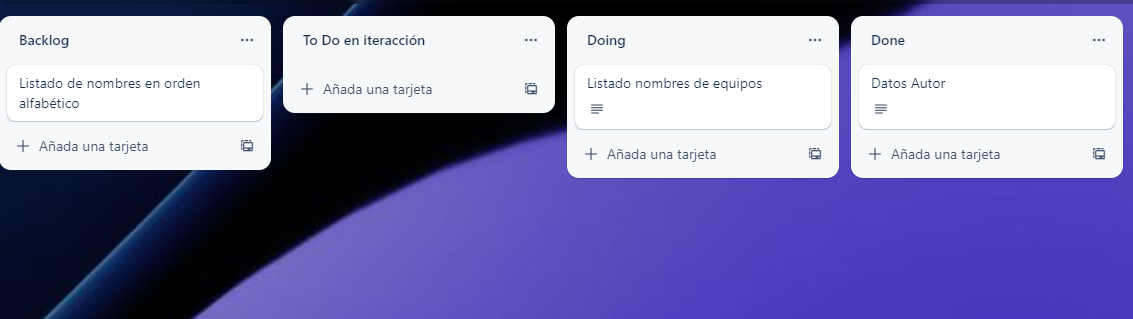 Backlog
Listado de nombres en orden
alfabético
Añada una tarjeta
To Do en iteracción
Añada una tarjeta
Doing
Listado nombres de equipos
Añada una tarjeta
Done
Datos Autor
Añada una tarjeta